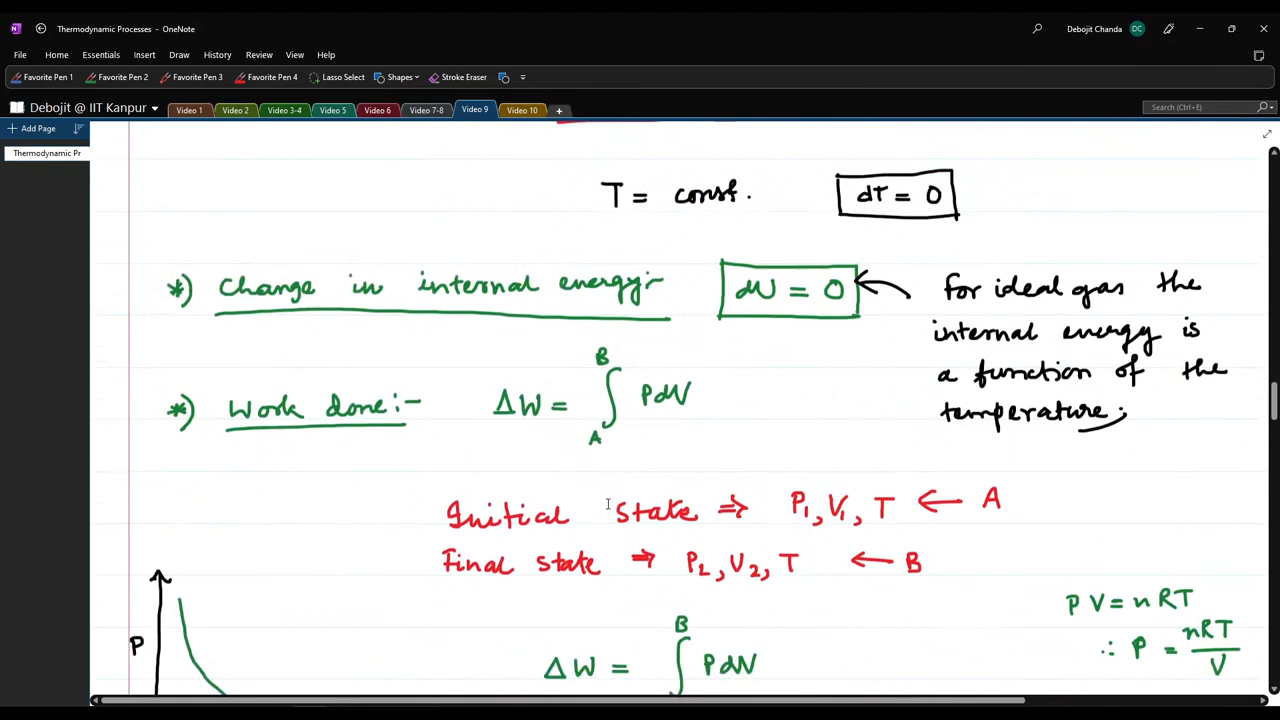 Thermodynamic Processes - OneNote
Debojit Chanda DC
File Home Essentials Insert Draw History Review View Help
Favorite Pen 1 Favorite Pen 2 Favorite Pen 3 Favorite Pen 4 Lasso Select Shapes Stroke Eraser
Debojit @ IIT Kanpur Video 1 Video 2 Video 3-4 Video 5 Video 6 Video 7-8 Video 9 Video 10 + Search (Ctrl+E)
+ Add Page
Thermodynamic Pr
T = const. dT = 0
*) Change in internal energy:- dU = 0
for ideal gas the
internal energy is
a function of the
temperature.
*) Work done:- ΔW = ∫ₐᴮ PdV
Initial state ⇒ P₁, V₁, T ← A
Final state ⇒ P₂, V₂, T ← B
PV = nRT
∴ P = nRT/V
P
ΔW = ∫ᴮ PdV